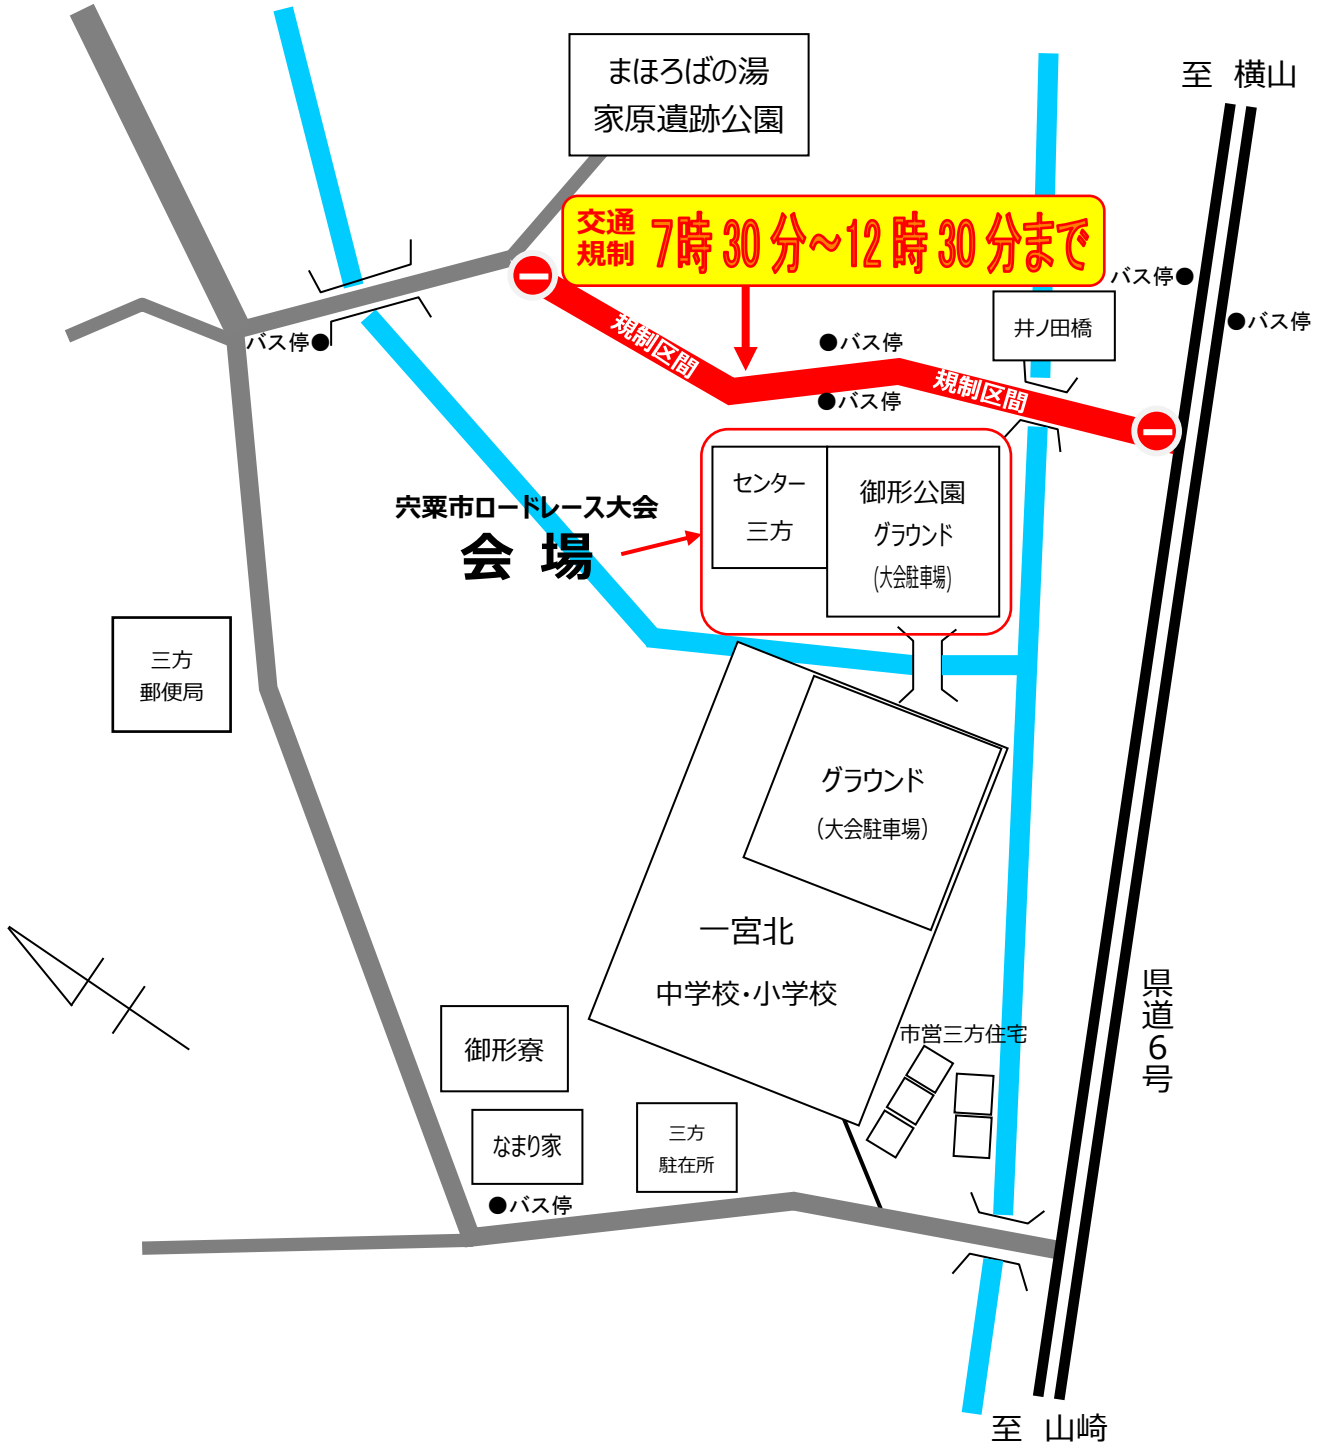 至 横山
まほろばの湯
家原遺跡公園
交通
規制
7時30分～12時30分まで
バス停●
●バス停
井ノ田橋
バス停●
●バス停
規制区間
規制区間
●バス停
センター
三方
御形公園
グラウンド
(大会駐車場)
宍粟市ロードレース大会
会 場
三方
郵便局
グラウンド
(大会駐車場)
一宮北
中学校・小学校
県道6号
市営三方住宅
御形寮
なまり家
三方
駐在所
●バス停
至 山崎